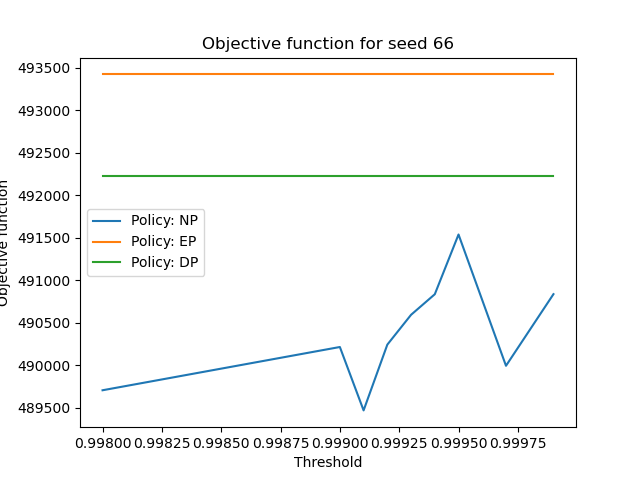 Objective function for seed 66
493500
493000
492500
492000
491500
491000
490500
490000
489500
Objective function
Policy: NP
Policy: EP
Policy: DP
0.99800 0.99825 0.99850 0.99875 0.99900 0.99925 0.99950 0.99975
Threshold